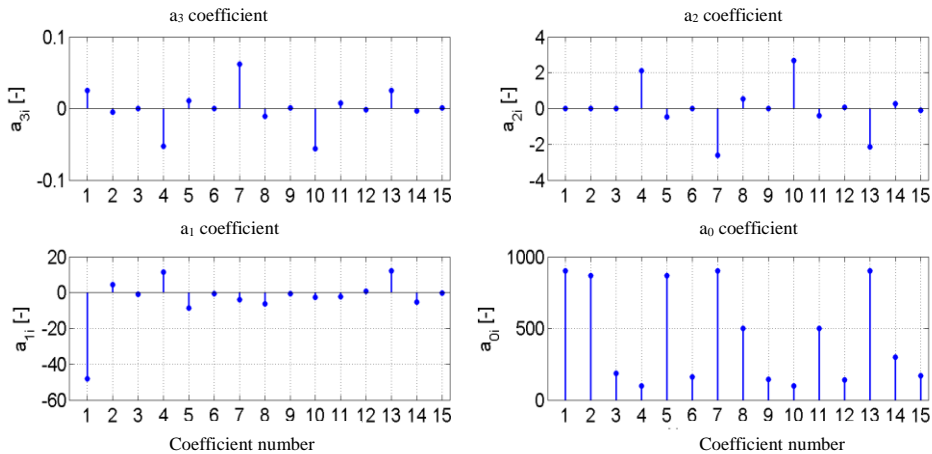 a3 coefficient
a2 coefficient
0.1
0
-0.1
a3i [-]
1 2 3 4 5 6 7 8 9 10 11 12 13 14 15
4
2
0
-2
-4
a2i [-]
1 2 3 4 5 6 7 8 9 10 11 12 13 14 15
a1 coefficient
a0 coefficient
20
0
-20
-40
-60
a1i [-]
1 2 3 4 5 6 7 8 9 10 11 12 13 14 15
1000
500
0
a0i [-]
1 2 3 4 5 6 7 8 9 10 11 12 13 14 15
Coefficient number
Coefficient number